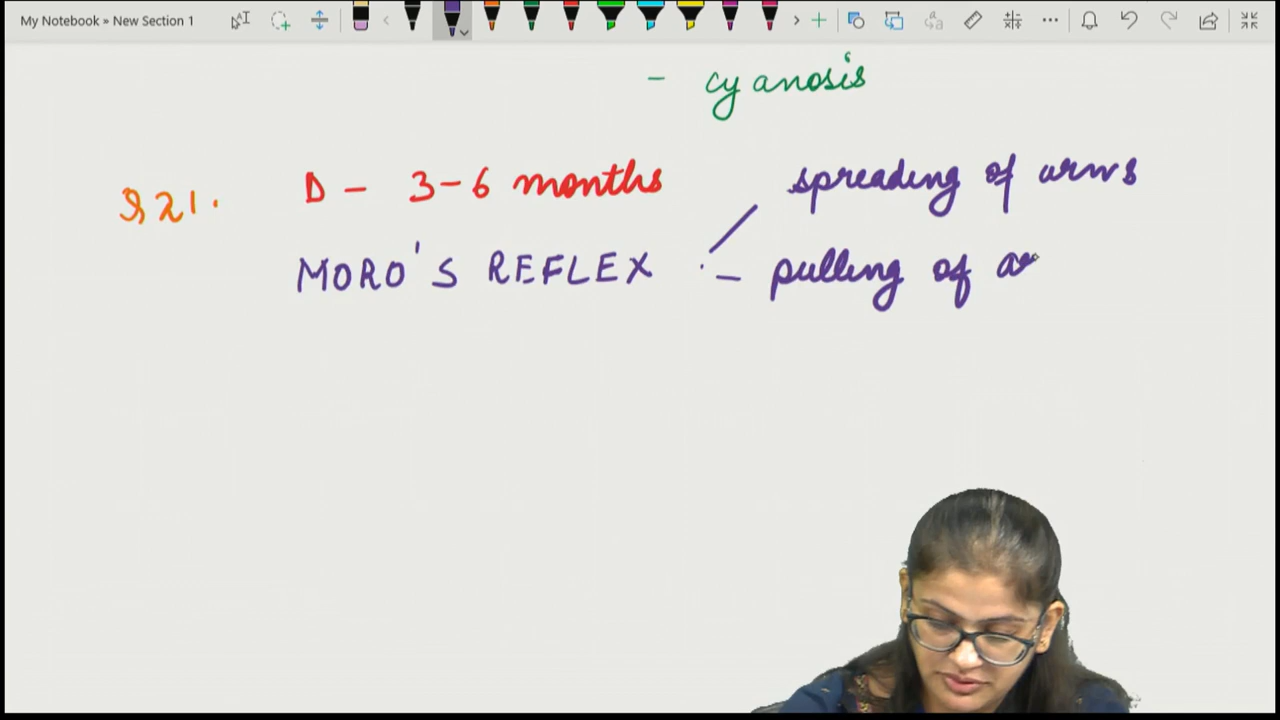 My Notebook » New Section 1
- cyanosis
Q21. D - 3-6 months
spreading of arms
MORO'S REFLEX - pulling of